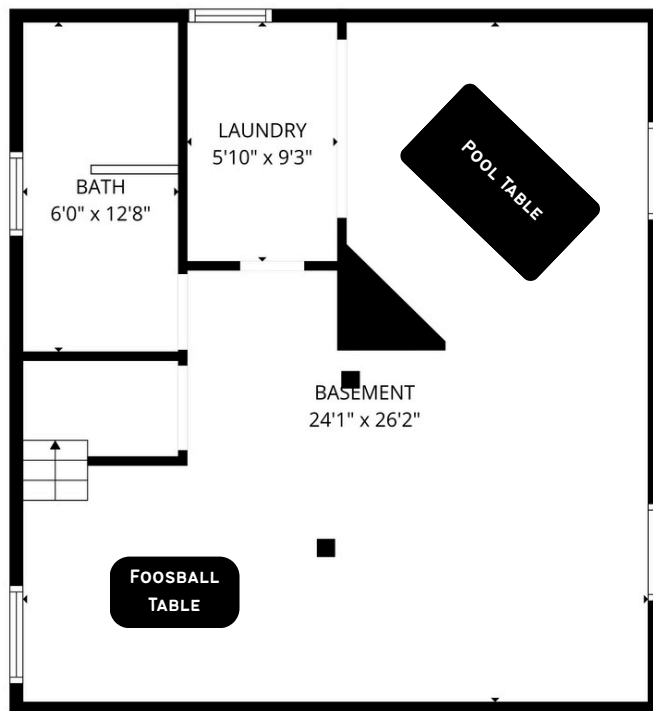 LAUNDRY
5'10" x 9'3"
POOL TABLE
BATH
6'0" x 12'8"
BASEMENT
24'1" x 26'2"
FOOSBALL
TABLE